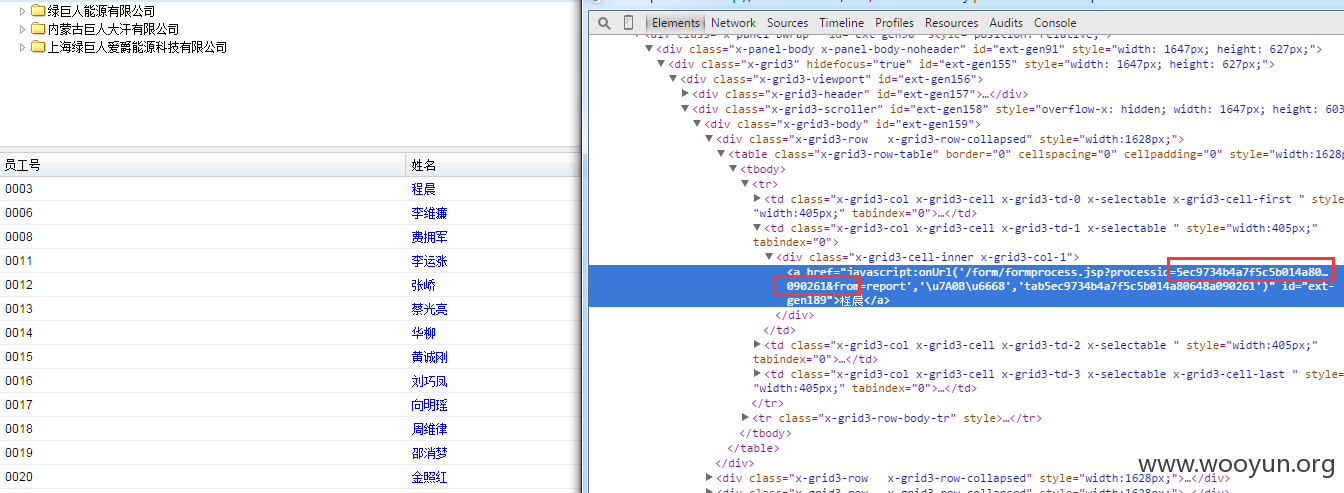 绿巨人能源有限公司
内蒙古巨人大汗有限公司
上海绿巨人爱爵能源科技有限公司
员工号 姓名
0003 程晨
0006 李维薕
0008 费拥军
0011 李运涨
0012 张峤
0013 蔡光亮
0014 华柳
0015 黄诚刚
0016 刘巧凤
0017 向明瑶
0018 周维律
0019 邵消梦
0020 金照红
Elements Network Sources Timeline Profiles Resources Audits Console
<div class="x-panel-body x-panel-body-noheader" id="ext-gen91" style="width: 1647px; height: 627px;">
<div class="x-grid3" hidefocus="true" id="ext-gen155" style="width: 1647px; height: 627px;">
<div class="x-grid3-viewport" id="ext-gen156">
<div class="x-grid3-header" id="ext-gen157">…</div>
<div class="x-grid3-scroller" id="ext-gen158" style="overflow-x: hidden; width: 1647px; height: 603
<div class="x-grid3-body" id="ext-gen159">
<div class="x-grid3-row   x-grid3-row-collapsed" style="width:1628px;">
<table class="x-grid3-row-table" border="0" cellspacing="0" cellpadding="0" style="width:1628p
<tbody>
<tr>
<td class="x-grid3-col x-grid3-cell x-grid3-td-0 x-selectable x-grid3-cell-first " style=
"width:405px;" tabindex="0">…</td>
<td class="x-grid3-col x-grid3-cell x-grid3-td-1 x-selectable " style="width:405px;"
tabindex="0">
<div class="x-grid3-cell-inner x-grid3-col-1">
<a href="javascript:onUrl('/form/formprocess.jsp?processid=5ec9734b4a7f5c5b014a80…
090261&from=report','\u7A0B\u6668','tab5ec9734b4a7f5c5b014a80648a090261')" id="ext-
gen189">程晨</a>
</div>
</td>
<td class="x-grid3-col x-grid3-cell x-grid3-td-2 x-selectable " style="width:405px;"
tabindex="0">…</td>
<td class="x-grid3-col x-grid3-cell x-grid3-td-3 x-selectable x-grid3-cell-last " style=
"width:405px;" tabindex="0">…</td>
</tr>
<tr class="x-grid3-row-body-tr" style>…</tr>
</tbody>
</table>
</div>
<div class="x-grid3-row   x-grid3-row-collapsed" style="width:1628px;">…</div>
www.wooyun.org